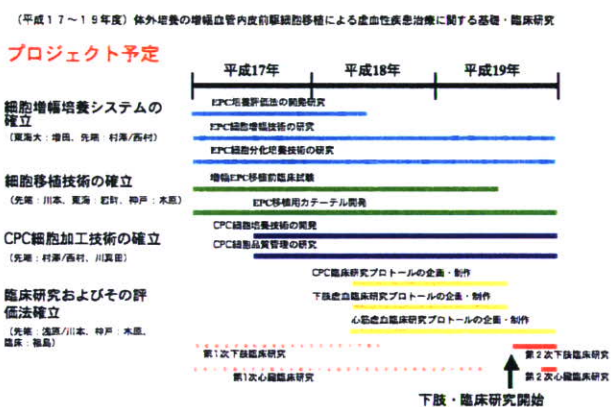 （平成１７～１９年度）体外培養の増幅血管内皮前駆細胞移植による虚血性疾患治療に関する基礎・臨床研究
プロジェクト予定
平成17年 平成18年 平成19年
細胞増幅培養システムの
確立
（東海大：増田、先端：村澤/西村）
EPC培養評価法の開発研究
EPC細胞増幅技術の研究
EPC細胞分化培養技術の研究
細胞移植技術の確立
（先端：川本、東海：岩附、神戸：木原）
増幅EPC移植前臨床試験
EPC移植用カテーテル開発
CPC細胞加工技術の確立
（先端：村澤/西村、川真田）
CPC細胞培養技術の開発
CPC細胞品質管理の研究
臨床研究およびその評
価法確立
（先端：浅原/川本、神戸：木原、
臨床：福島）
CPC臨床研究プロトールの企画・制作
下肢虚血臨床研究プロトールの企画・制作
心筋虚血臨床研究プロトールの企画・制作
第1次下肢臨床研究
第2次下肢臨床研究
第1次心臓臨床研究
第2次心臓臨床研究
下肢・臨床研究開始